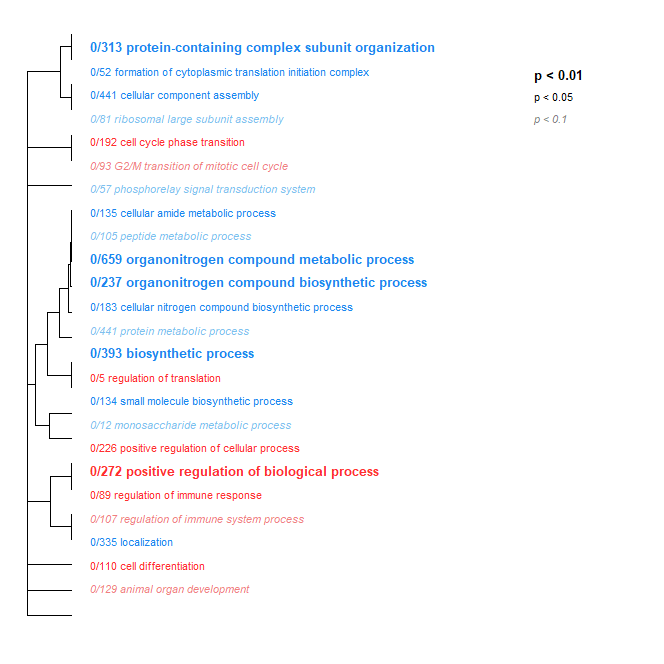 0/313 protein-containing complex subunit organization
0/52 formation of cytoplasmic translation initiation complex
p < 0.01
0/441 cellular component assembly
p < 0.05
0/81 ribosomal large subunit assembly
p < 0.1
0/192 cell cycle phase transition
0/93 G2/M transition of mitotic cell cycle
0/57 phosphorelay signal transduction system
0/135 cellular amide metabolic process
0/105 peptide metabolic process
0/659 organonitrogen compound metabolic process
0/237 organonitrogen compound biosynthetic process
0/183 cellular nitrogen compound biosynthetic process
0/441 protein metabolic process
0/393 biosynthetic process
0/5 regulation of translation
0/134 small molecule biosynthetic process
0/12 monosaccharide metabolic process
0/226 positive regulation of cellular process
0/272 positive regulation of biological process
0/89 regulation of immune response
0/107 regulation of immune system process
0/335 localization
0/110 cell differentiation
0/129 animal organ development